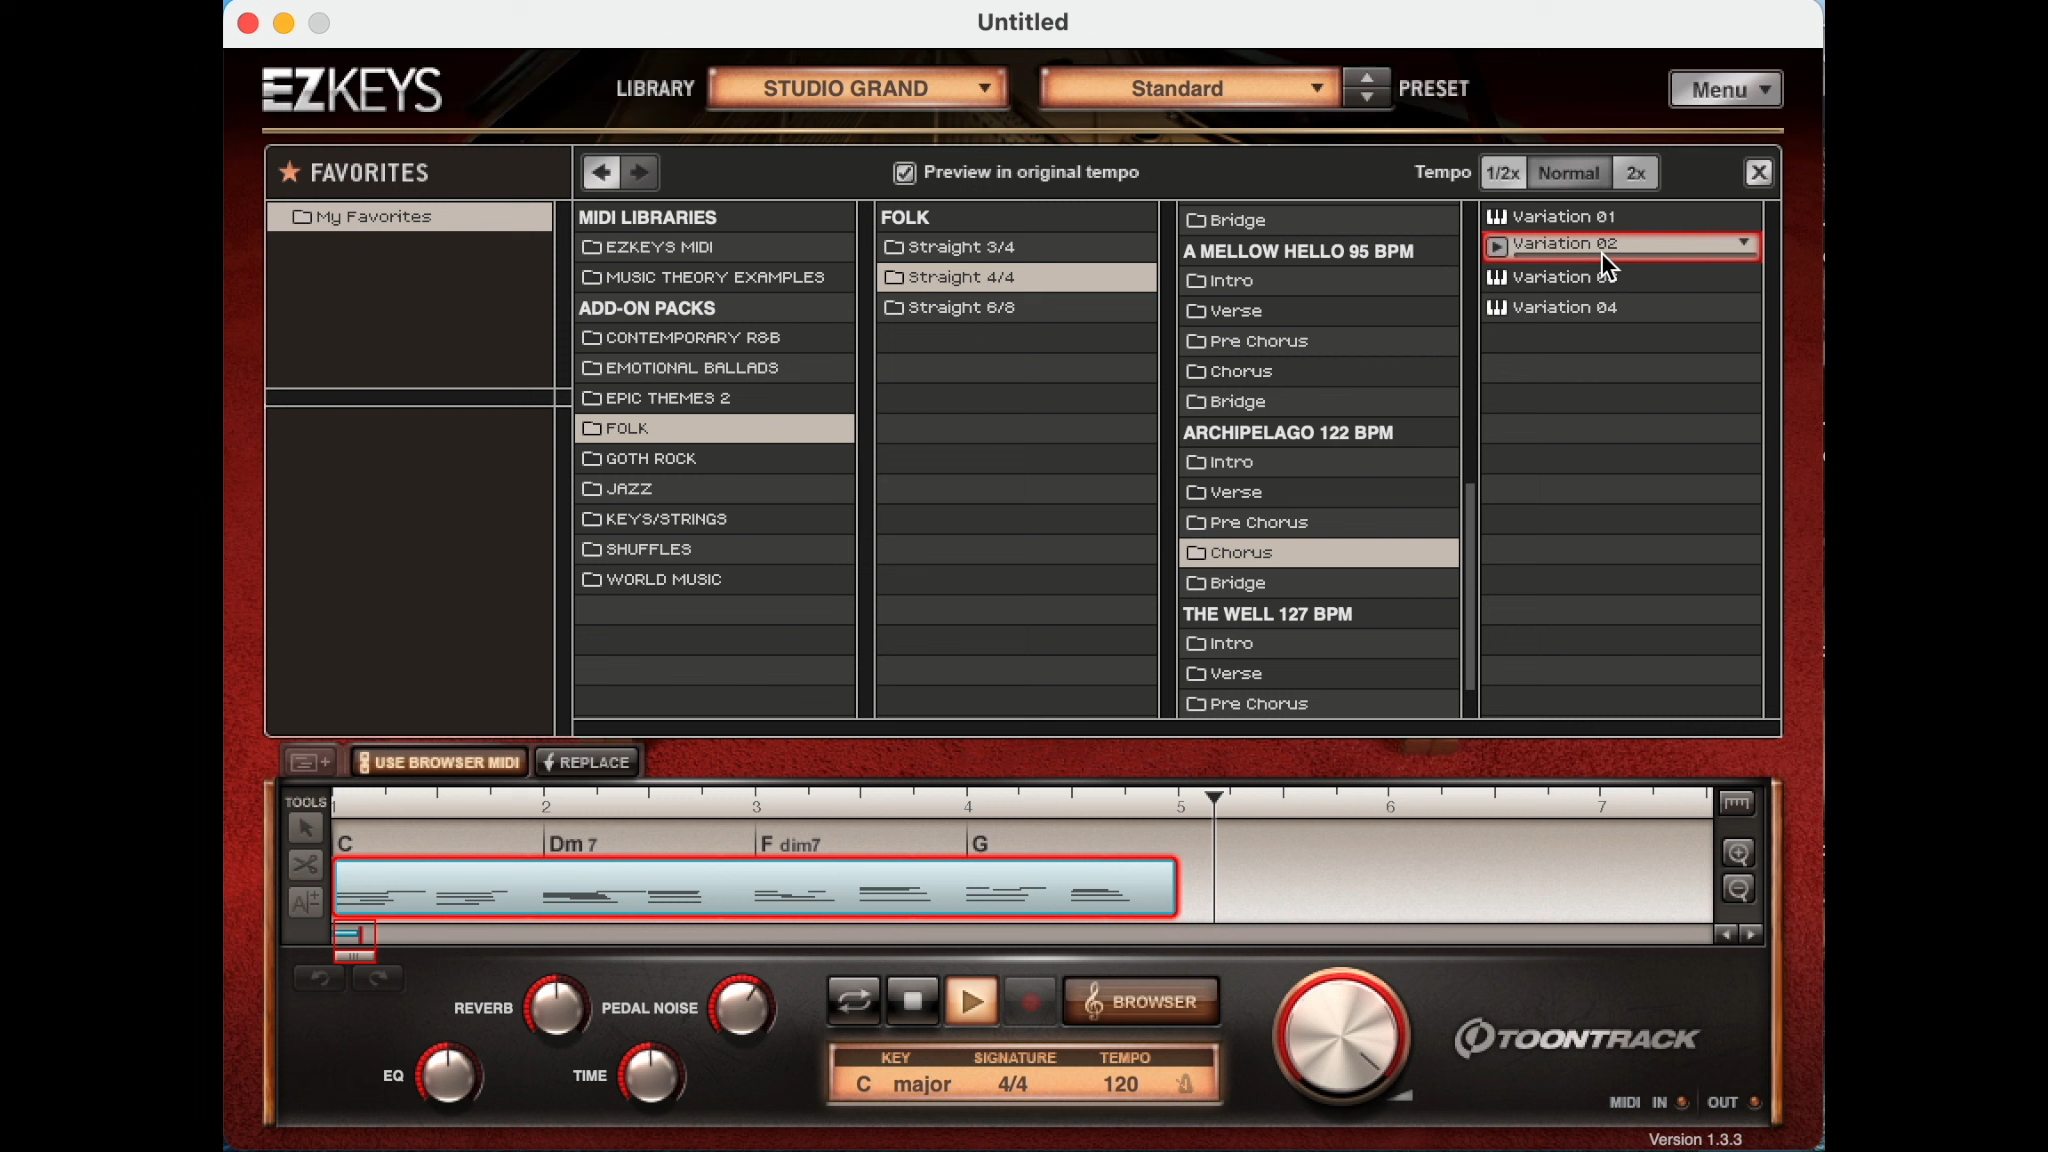 Untitled
EZKEYS
LIBRARY
STUDIO GRAND
Standard
PRESET
Menu
FAVORITES
Preview in original tempo
Tempo
1/2x
Normal
2x
My Favorites
MIDI LIBRARIES
EZKEYS MIDI
MUSIC THEORY EXAMPLES
ADD-ON PACKS
CONTEMPORARY R&B
EMOTIONAL BALLADS
EPIC THEMES 2
FOLK
GOTH ROCK
JAZZ
KEYS/STRINGS
SHUFFLES
WORLD MUSIC
FOLK
Straight 3/4
Straight 4/4
Straight 6/8
Bridge
A MELLOW HELLO 95 BPM
Intro
Verse
Pre Chorus
Chorus
Bridge
ARCHIPELAGO 122 BPM
Intro
Verse
Pre Chorus
Chorus
Bridge
THE WELL 127 BPM
Intro
Verse
Pre Chorus
Variation 01
Variation 02
Variation
Variation 04
USE BROWSER MIDI
REPLACE
TOOLS
1 2 3 4 5 6 7
C Dm 7 F dim7 G
A
REVERB
PEDAL NOISE
EQ
TIME
BROWSER
KEY SIGNATURE TEMPO
C major 4/4 120
TOONTRACK
MIDI IN OUT
Version 1.3.3